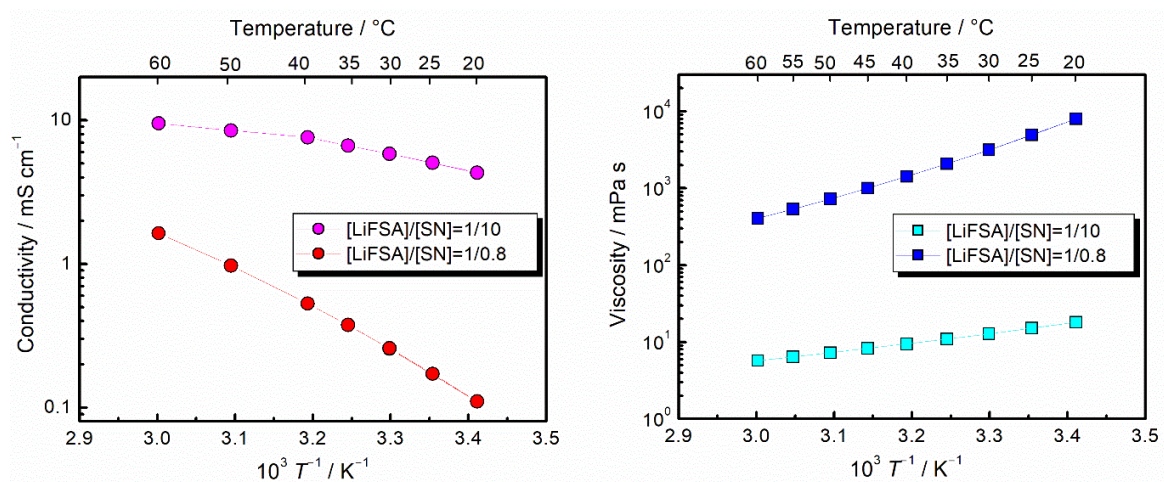 Temperature / °C
60 50 40 35 30 25 20
Conductivity / mS cm⁻¹
10
1
0.1
[LiFSA]/[SN]=1/10
[LiFSA]/[SN]=1/0.8
2.9 3.0 3.1 3.2 3.3 3.4 3.5
10³ T⁻¹ / K⁻¹
Temperature / °C
60 55 50 45 40 35 30 25 20
Viscosity / mPa s
10⁴
10³
10²
10¹
10⁰
[LiFSA]/[SN]=1/10
[LiFSA]/[SN]=1/0.8
2.9 3.0 3.1 3.2 3.3 3.4 3.5
10³ T⁻¹ / K⁻¹